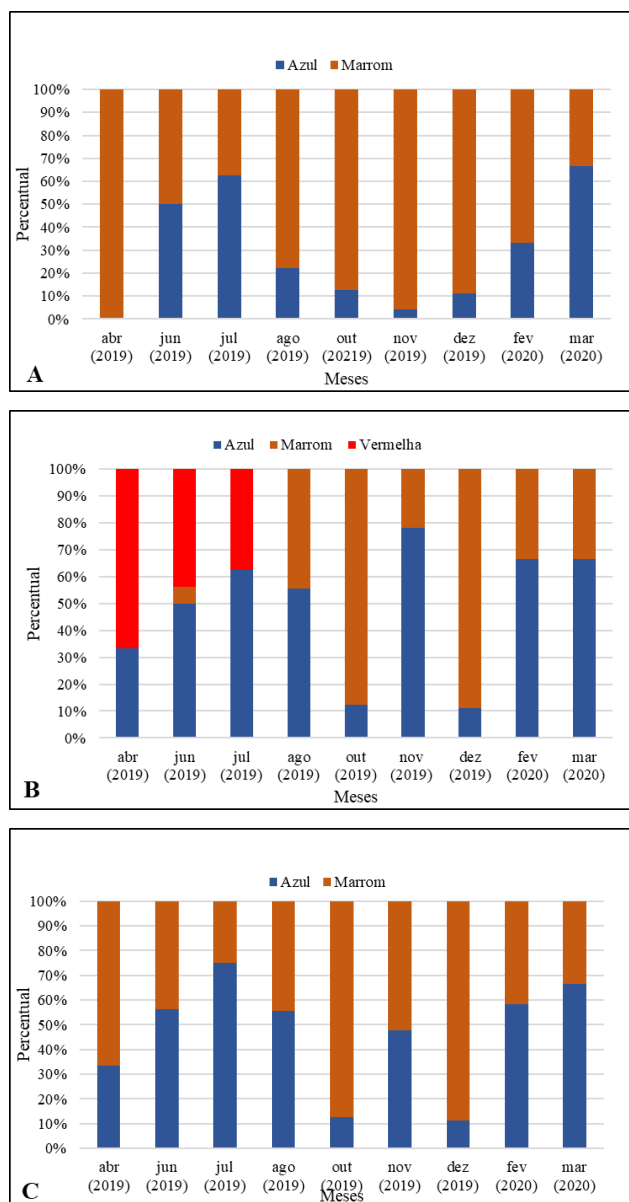 Azul Marrom
100%
90%
80%
70%
60%
50%
40%
30%
20%
10%
0%
Percentual
abr jun jul ago out nov dez fev mar
(2019) (2019) (2019) (2019) (20219) (2019) (2019) (2020) (2020)
Meses
A
Azul Marrom Vermelha
100%
90%
80%
70%
60%
50%
40%
30%
20%
10%
0%
Percentual
abr jun jul ago out nov dez fev mar
(2019) (2019) (2019) (2019) (2019) (2019) (2019) (2020) (2020)
Meses
B
Azul Marrom
100%
90%
80%
70%
60%
50%
40%
30%
20%
10%
0%
Percentual
abr jun jul ago out nov dez fev mar
(2019) (2019) (2019) (2019) (2019) (2019) (2019) (2020) (2020)
Meses
C